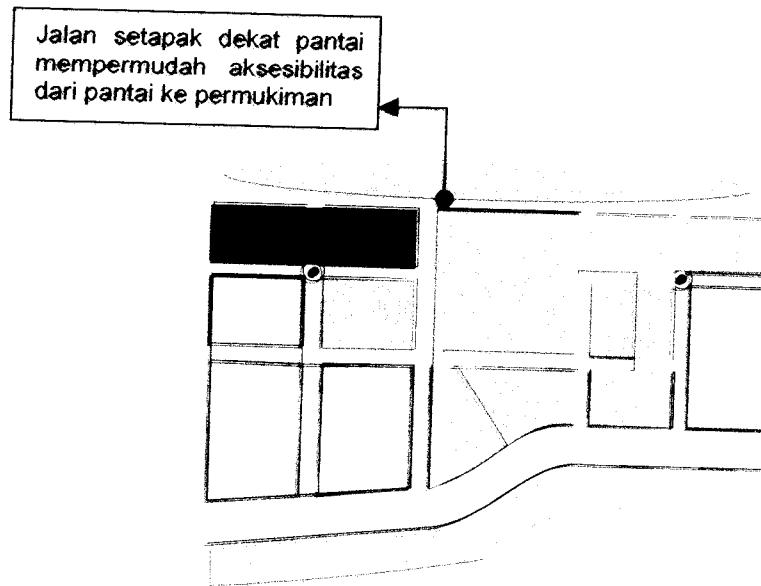 Jalan setapak dekat pantai
mempermudah aksesibilitas
dari pantai ke permukiman